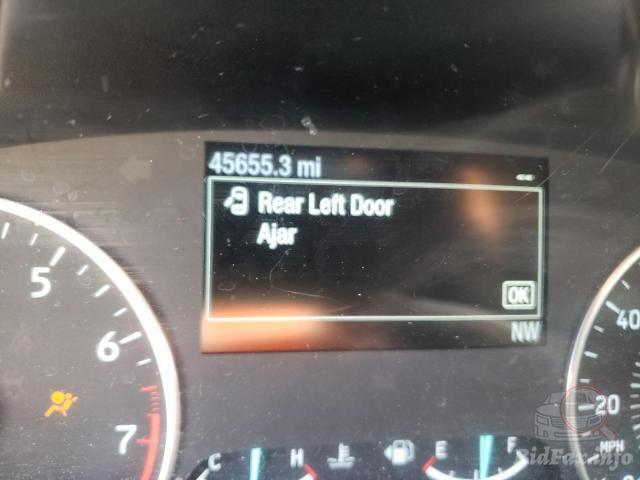 45655.3 mi
Rear Left Door
Ajar
OK
NW
5
6
7
40
20
MPH
C H E F
BidFax.info